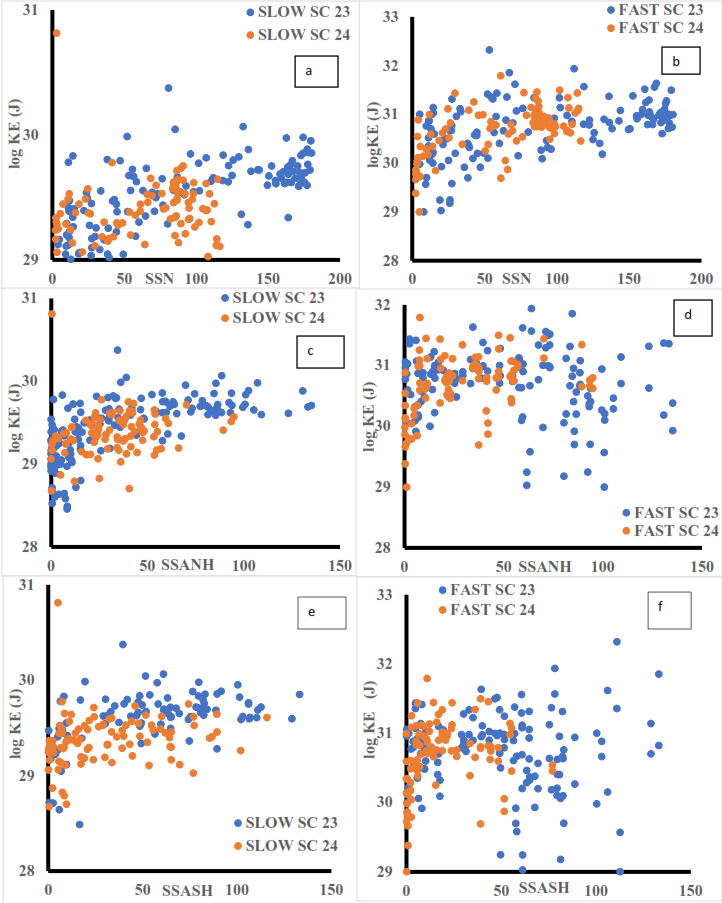 31
SLOW SC 23
SLOW SC 24
a
30
log KE (J)
29
0
50
SSN
100
150
200
33
FAST SC 23
FAST SC 24
b
32
31
logKE (J)
30
29
28
0
50
SSN
100
150
200
31
SLOW SC 23
SLOW SC 24
c
30
log KE (J)
29
28
50
SSANH
100
150
32
d
31
log KE (J)
30
29
FAST SC 23
FAST SC 24
28
0
50
SSANH
100
150
31
e
30
log KE (J)
29
SLOW SC 23
SLOW SC 24
28
0
50
SSASH
100
150
FAST SC 23
FAST SC 24
33
f
32
log KE (J)
31
30
29
0
50
SSASH
100
150